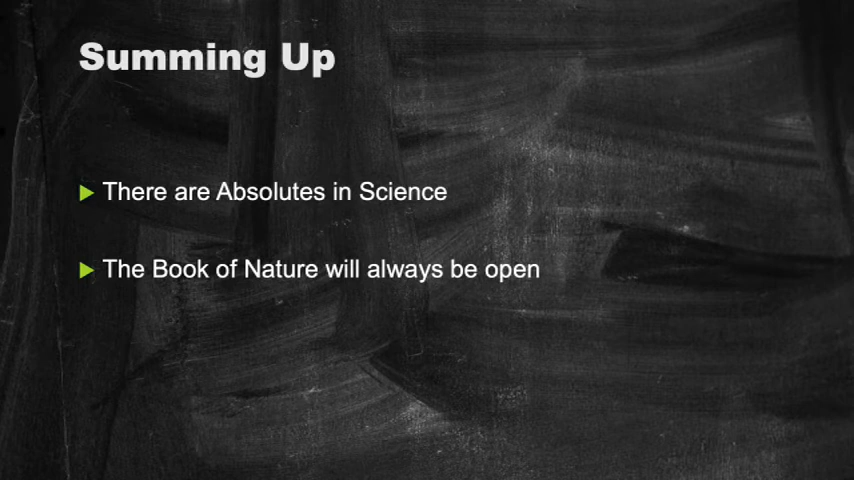 Summing Up
There are Absolutes in Science
The Book of Nature will always be open